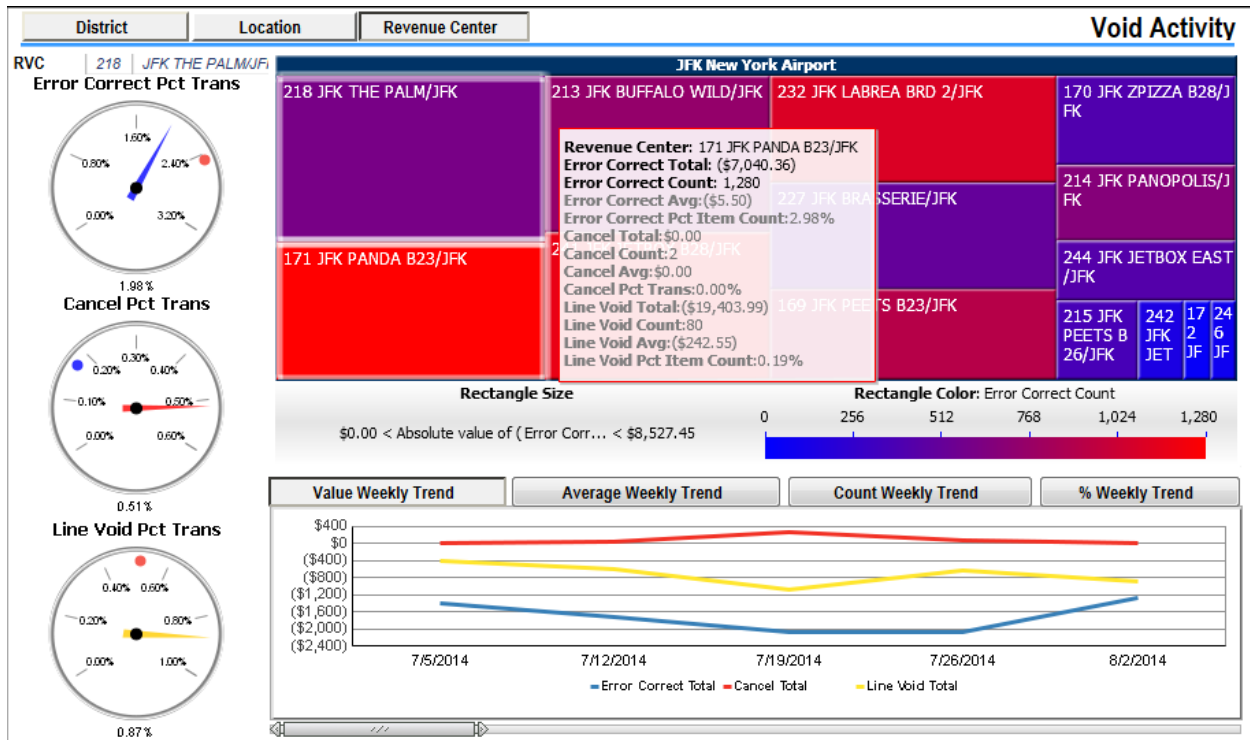 District
Location
Revenue Center
Void Activity
RVC
218
JFK THE PALM/JF
Error Correct Pct Trans
0.00%
0.80%
1.60%
2.40%
3.20%
1.98%
Cancel Pct Trans
0.00%
0.10%
0.20%
0.30%
0.40%
0.50%
0.60%
0.51%
Line Void Pct Trans
0.00%
0.20%
0.40%
0.60%
0.80%
1.00%
0.87%
JFK New York Airport
218 JFK THE PALM/JFK
213 JFK BUFFALO WILD/JFK
232 JFK LABREA BRD 2/JFK
170 JFK ZPIZZA B28/J
FK
171 JFK PANDA B23/JFK
227 JFK BRASSERIE/JFK
214 JFK PANOPOLIS/J
FK
B28/JFK
169 JFK PEETS B23/JFK
244 JFK JETBOX EAST
/JFK
215 JFK
PEETS B
26/JFK
242
JFK
JET
17
2
JF
24
6
JF
Revenue Center: 171 JFK PANDA B23/JFK
Error Correct Total: ($7,040.36)
Error Correct Count: 1,280
Error Correct Avg:($5.50)
Error Correct Pct Item Count:2.98%
Cancel Total:$0.00
Cancel Count:2
Cancel Avg:$0.00
Cancel Pct Trans:0.00%
Line Void Total:($19,403.99)
Line Void Count:80
Line Void Avg:($242.55)
Line Void Pct Item Count:0.19%
Rectangle Size
$0.00 < Absolute value of ( Error Corr... < $8,527.45
Rectangle Color: Error Correct Count
0 256 512 768 1,024 1,280
Value Weekly Trend
Average Weekly Trend
Count Weekly Trend
% Weekly Trend
$400
$0
($400)
($800)
($1,200)
($1,600)
($2,000)
($2,400)
7/5/2014 7/12/2014 7/19/2014 7/26/2014 8/2/2014
Error Correct Total Cancel Total Line Void Total